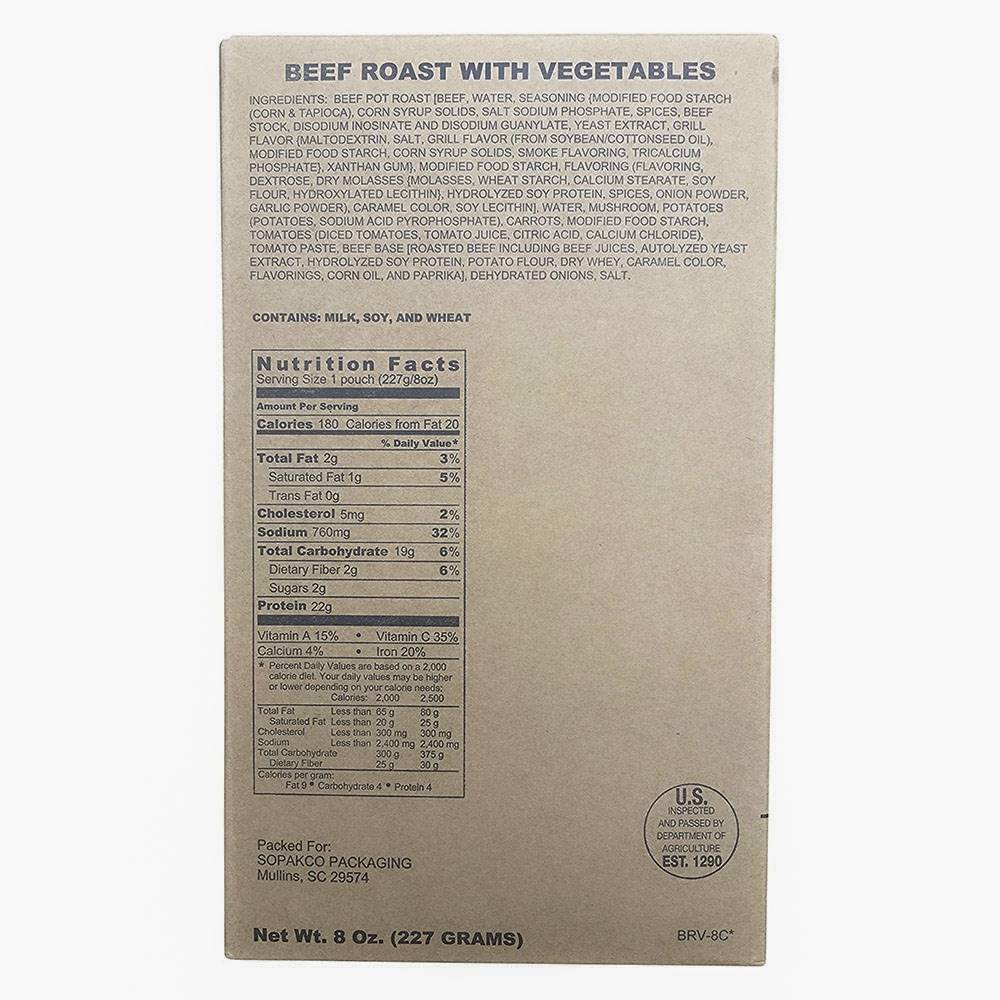 BEEF ROAST WITH VEGETABLES
INGREDIENTS: BEEF POT ROAST [BEEF, WATER, SEASONING {MODIFIED FOOD STARCH
(CORN & TAPIOCA), CORN SYRUP SOLIDS, SALT SODIUM PHOSPHATE, SPICES, BEEF
STOCK, DISODIUM INOSINATE AND DISODIUM GUANYLATE, YEAST EXTRACT, GRILL
FLAVOR {MALTODEXTRIN, SALT, GRILL FLAVOR (FROM SOYBEAN/COTTONSEED OIL),
MODIFIED FOOD STARCH, CORN SYRUP SOLIDS, SMOKE FLAVORING, TRICALCIUM
PHOSPHATE}, XANTHAN GUM}, MODIFIED FOOD STARCH, FLAVORING (FLAVORING,
DEXTROSE, DRY MOLASSES {MOLASSES, WHEAT STARCH, CALCIUM STEARATE, SOY
FLOUR, HYDROXYLATED LECITHIN}, HYDROLYZED SOY PROTEIN, SPICES, ONION POWDER,
GARLIC POWDER), CARAMEL COLOR, SOY LECITHIN], WATER, MUSHROOM, POTATOES
(POTATOES, SODIUM ACID PYROPHOSPHATE), CARROTS, MODIFIED FOOD STARCH,
TOMATOES (DICED TOMATOES, TOMATO JUICE, CITRIC ACID, CALCIUM CHLORIDE),
TOMATO PASTE, BEEF BASE [ROASTED BEEF INCLUDING BEEF JUICES, AUTOLYZED YEAST
EXTRACT, HYDROLYZED SOY PROTEIN, POTATO FLOUR, DRY WHEY, CARAMEL COLOR,
FLAVORINGS, CORN OIL, AND PAPRIKA], DEHYDRATED ONIONS, SALT.
CONTAINS: MILK, SOY, AND WHEAT
Nutrition Facts
Serving Size 1 pouch (227g/8oz)
Amount Per Serving
Calories 180 Calories from Fat 20
% Daily Value*
Total Fat 2g 3%
Saturated Fat 1g 5%
Trans Fat 0g
Cholesterol 5mg 2%
Sodium 760mg 32%
Total Carbohydrate 19g 6%
Dietary Fiber 2g 6%
Sugars 2g
Protein 22g
Vitamin A 15% • Vitamin C 35%
Calcium 4% • Iron 20%
* Percent Daily Values are based on a 2,000
calorie diet. Your daily values may be higher
or lower depending on your calorie needs:
Calories: 2,000 2,500
Total Fat Less than 65 g 80 g
Saturated Fat Less than 20 g 25 g
Cholesterol Less than 300 mg 300 mg
Sodium Less than 2,400 mg 2,400 mg
Total Carbohydrate 300 g 375 g
Dietary Fiber 25 g 30 g
Calories per gram:
Fat 9 • Carbohydrate 4 • Protein 4
U.S.
INSPECTED
AND PASSED BY
DEPARTMENT OF
AGRICULTURE
EST. 1290
Packed For:
SOPAKCO PACKAGING
Mullins, SC 29574
Net Wt. 8 Oz. (227 GRAMS)
BRV-8C*